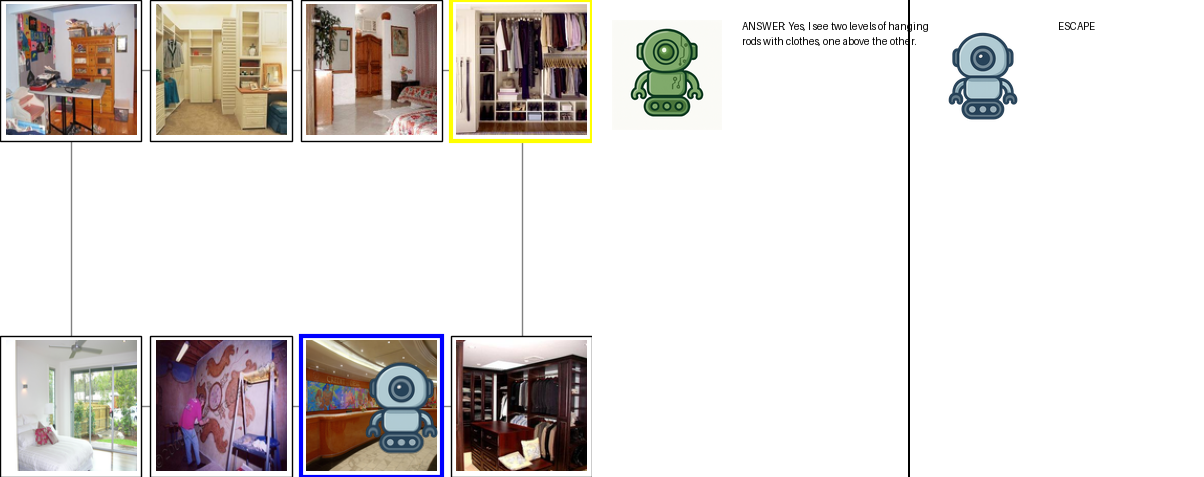 ANSWER: Yes, I see two levels of hanging
rods with clothes, one above the other.
ESCAPE